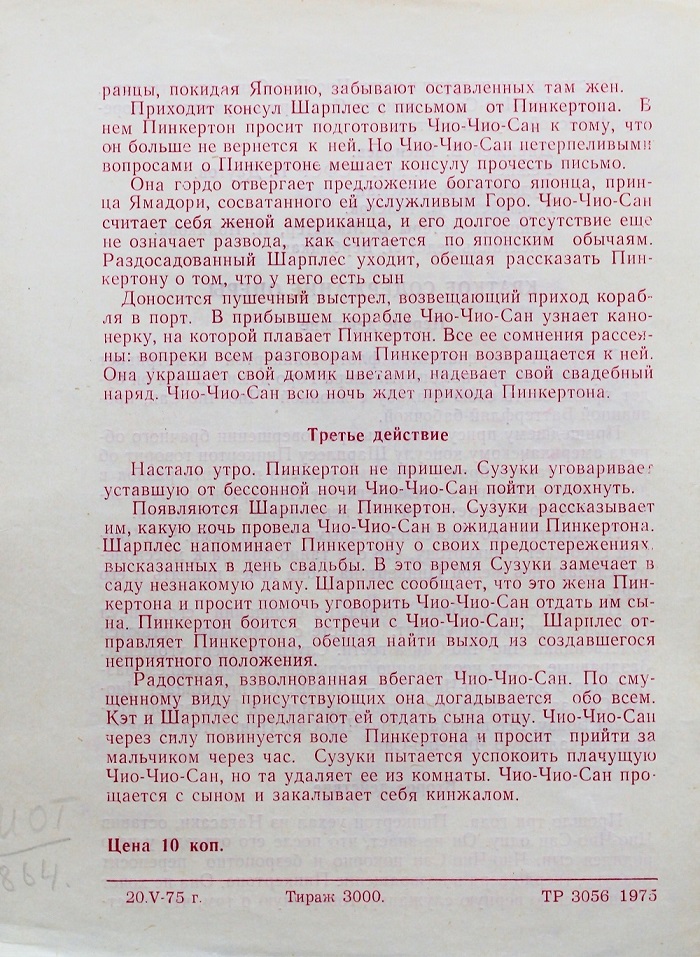 ранцы, покидая Японию, забывают оставленных там жен.
Приходит консул Шарплес с письмом от Пинкертона. В
нем Пинкертон просит подготовить Чио-Чио-Сан к тому, что
он больше не вернется к ней. Но Чио-Чио-Сан нетерпеливыми
вопросами о Пинкертоне мешает консулу прочесть письмо.
Она гордо отвергает предложение богатого японца, прин-
ца Ямадори, сосватанного ей услужливым Горо. Чио-Чио-Сан
считает себя женой американца, и его долгое отсутствие еще
не означает развода, как считается по японским обычаям.
Раздосадованный Шарплес уходит, обещая рассказать Пин-
кертону о том, что у него есть сын
Доносится пушечный выстрел, возвещающий приход кораб-
ля в порт. В прибывшем корабле Чио-Чио-Сан узнает кано-
нерку, на которой плавает Пинкертон. Все ее сомнения рассея-
ны: вопреки всем разговорам Пинкертон возвращается к ней.
Она украшает свой домик цветами, надевает свой свадебный
наряд. Чио-Чио-Сан всю ночь ждет прихода Пинкертона.
Третье действие
Настало утро. Пинкертон не пришел. Сузуки уговаривает
уставшую от бессонной ночи Чио-Чио-Сан пойти отдохнуть.
Появляются Шарплес и Пинкертон. Сузуки рассказывает
им, какую ночь провела Чио-Чио-Сан в ожидании Пинкертона.
Шарплес напоминает Пинкертону о своих предостережениях,
высказанных в день свадьбы. В это время Сузуки замечает в
саду незнакомую даму. Шарплес сообщает, что это жена Пин-
кертона и просит помочь уговорить Чио-Чио-Сан отдать им сы-
на. Пинкертон боится встречи с Чио-Чио-Сан; Шарплес от-
правляет Пинкертона, обещая найти выход из создавшегося
неприятного положения.
Радостная, взволнованная вбегает Чио-Чио-Сан. По сму-
щенному виду присутствующих она догадывается обо всем.
Кэт и Шарплес предлагают ей отдать сына отцу. Чио-Чио-Сан
через силу повинуется воле Пинкертона и просит прийти за
мальчиком через час. Сузуки пытается успокоить плачущую
Чио-Чио-Сан, но та удаляет ее из комнаты. Чио-Чио-Сан про-
щается с сыном и закалывает себя кинжалом.
Цена 10 коп.
864.
20.V-75 г. Тираж 3000. ТР 3056 1975